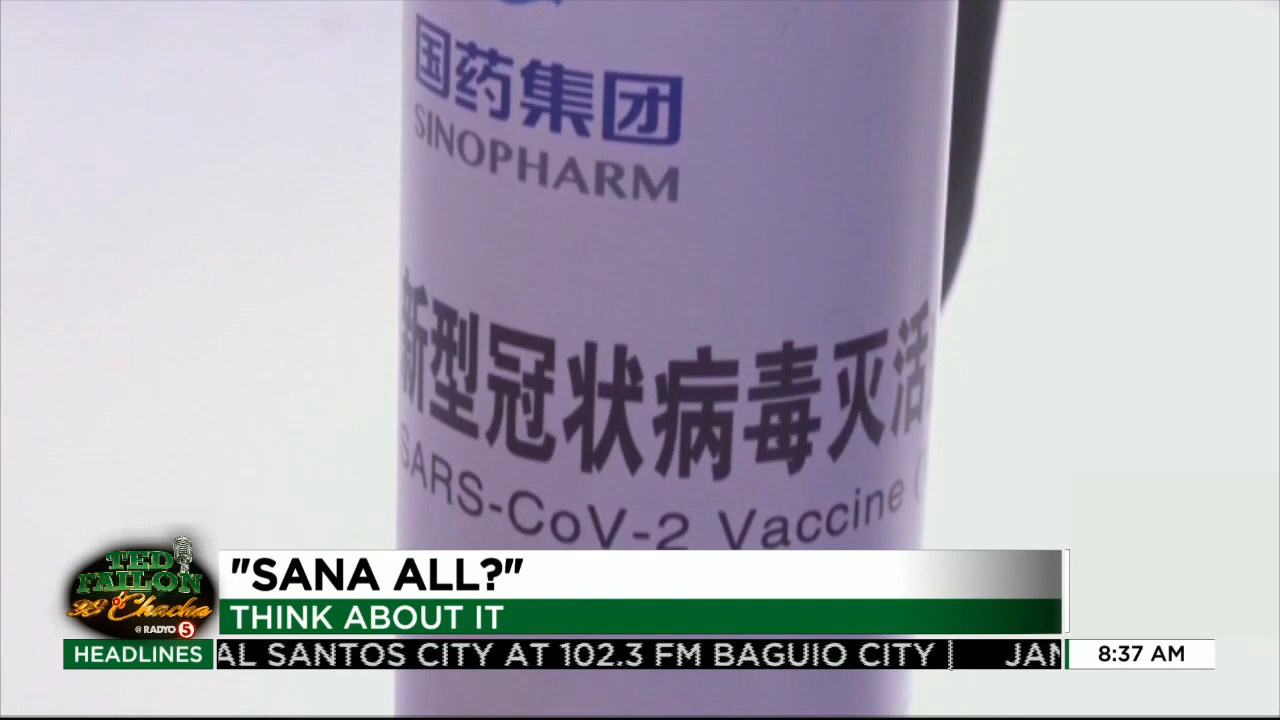 国药集团
SINOPHARM
新型冠状病毒灭活
SARS-CoV-2 Vaccine (
TED
FAILON
Chacha
@ RADYO 5
"SANA ALL?"
THINK ABOUT IT
HEADLINES
AL SANTOS CITY AT 102.3 FM BAGUIO CITY | JAN
8:37 AM